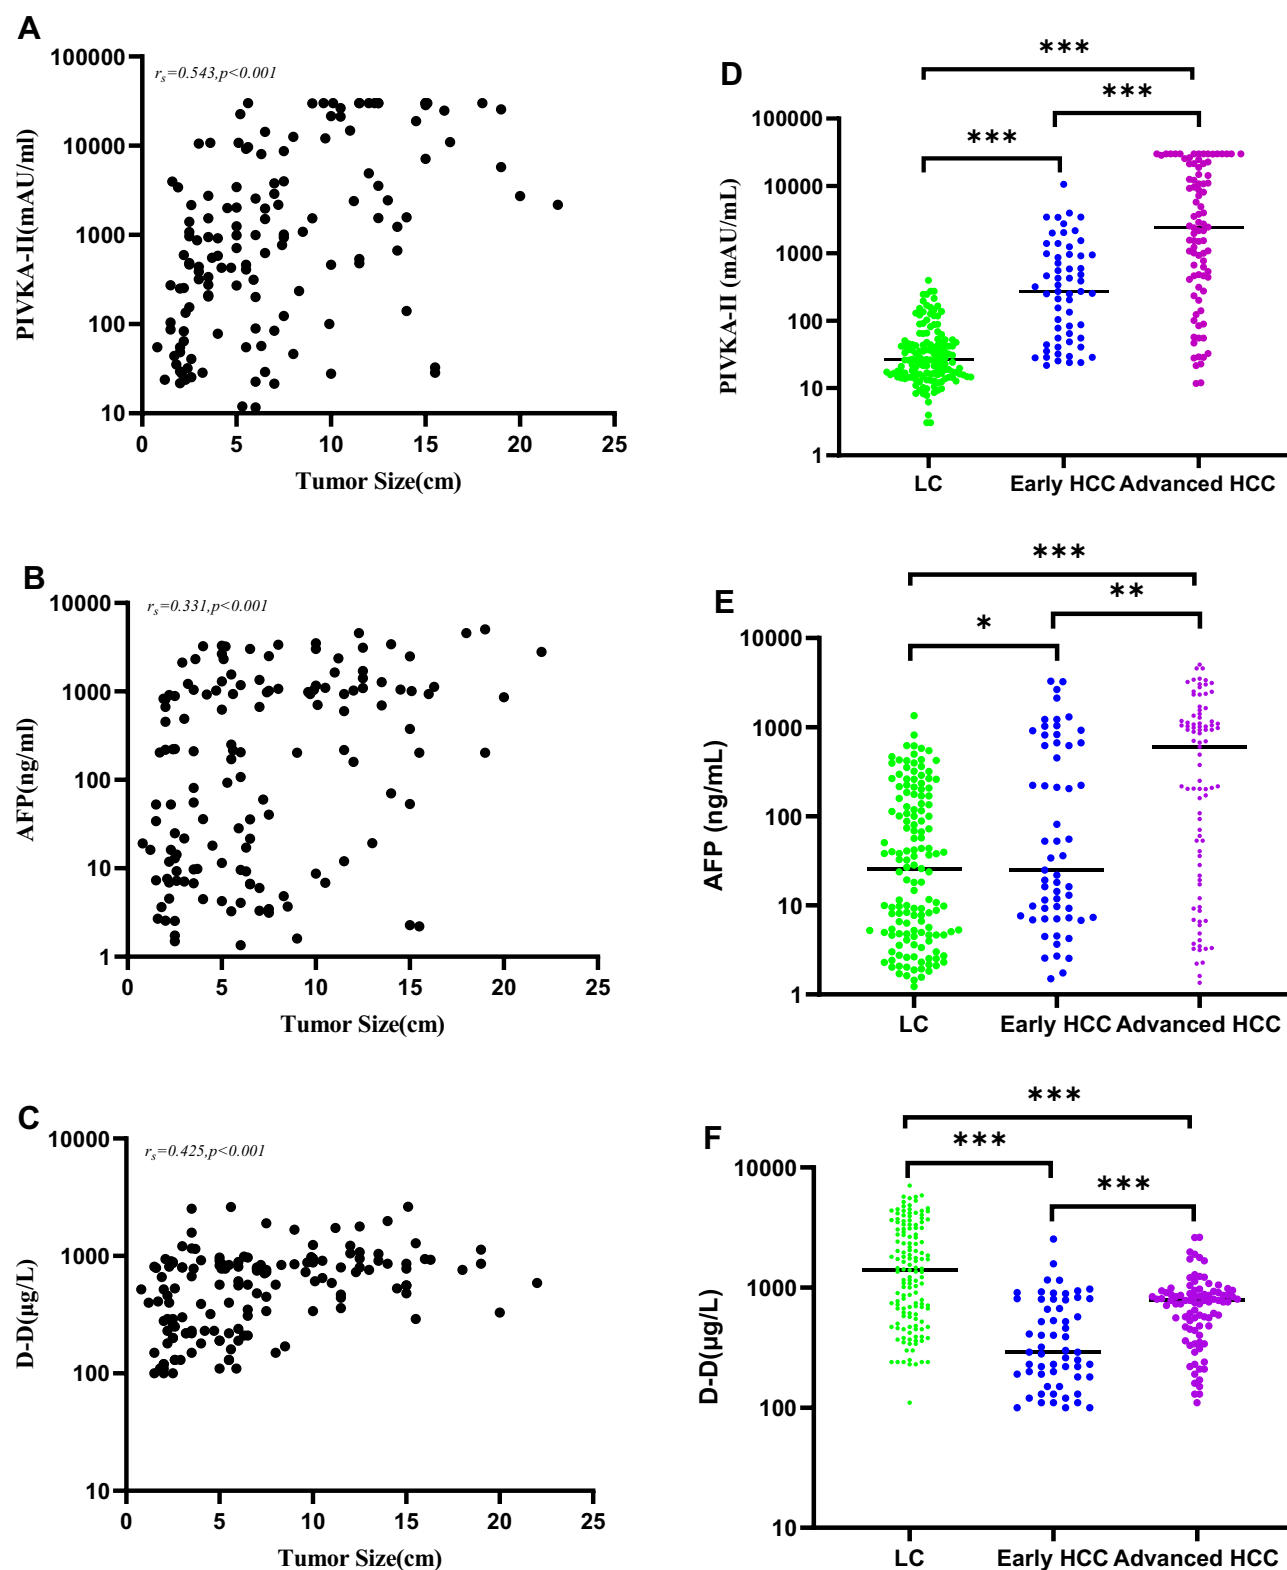 A
100000
10000
1000
100
10
PIVKA-II(mAU/ml)
rs=0.543,p<0.001
0 5 10 15 20 25
Tumor Size(cm)
D
100000
10000
1000
100
10
1
PIVKA-II (mAU/mL)
***
***
***
LC Early HCC Advanced HCC
B
10000
1000
100
10
1
AFP(ng/ml)
rs=0.331,p<0.001
0 5 10 15 20 25
Tumor Size(cm)
E
10000
1000
100
10
1
AFP (ng/mL)
***
**
*
LC Early HCC Advanced HCC
C
10000
1000
100
10
D-D(μg/L)
rs=0.425,p<0.001
0 5 10 15 20 25
Tumor Size(cm)
F
10000
1000
100
10
D-D(μg/L)
***
***
***
LC Early HCC Advanced HCC